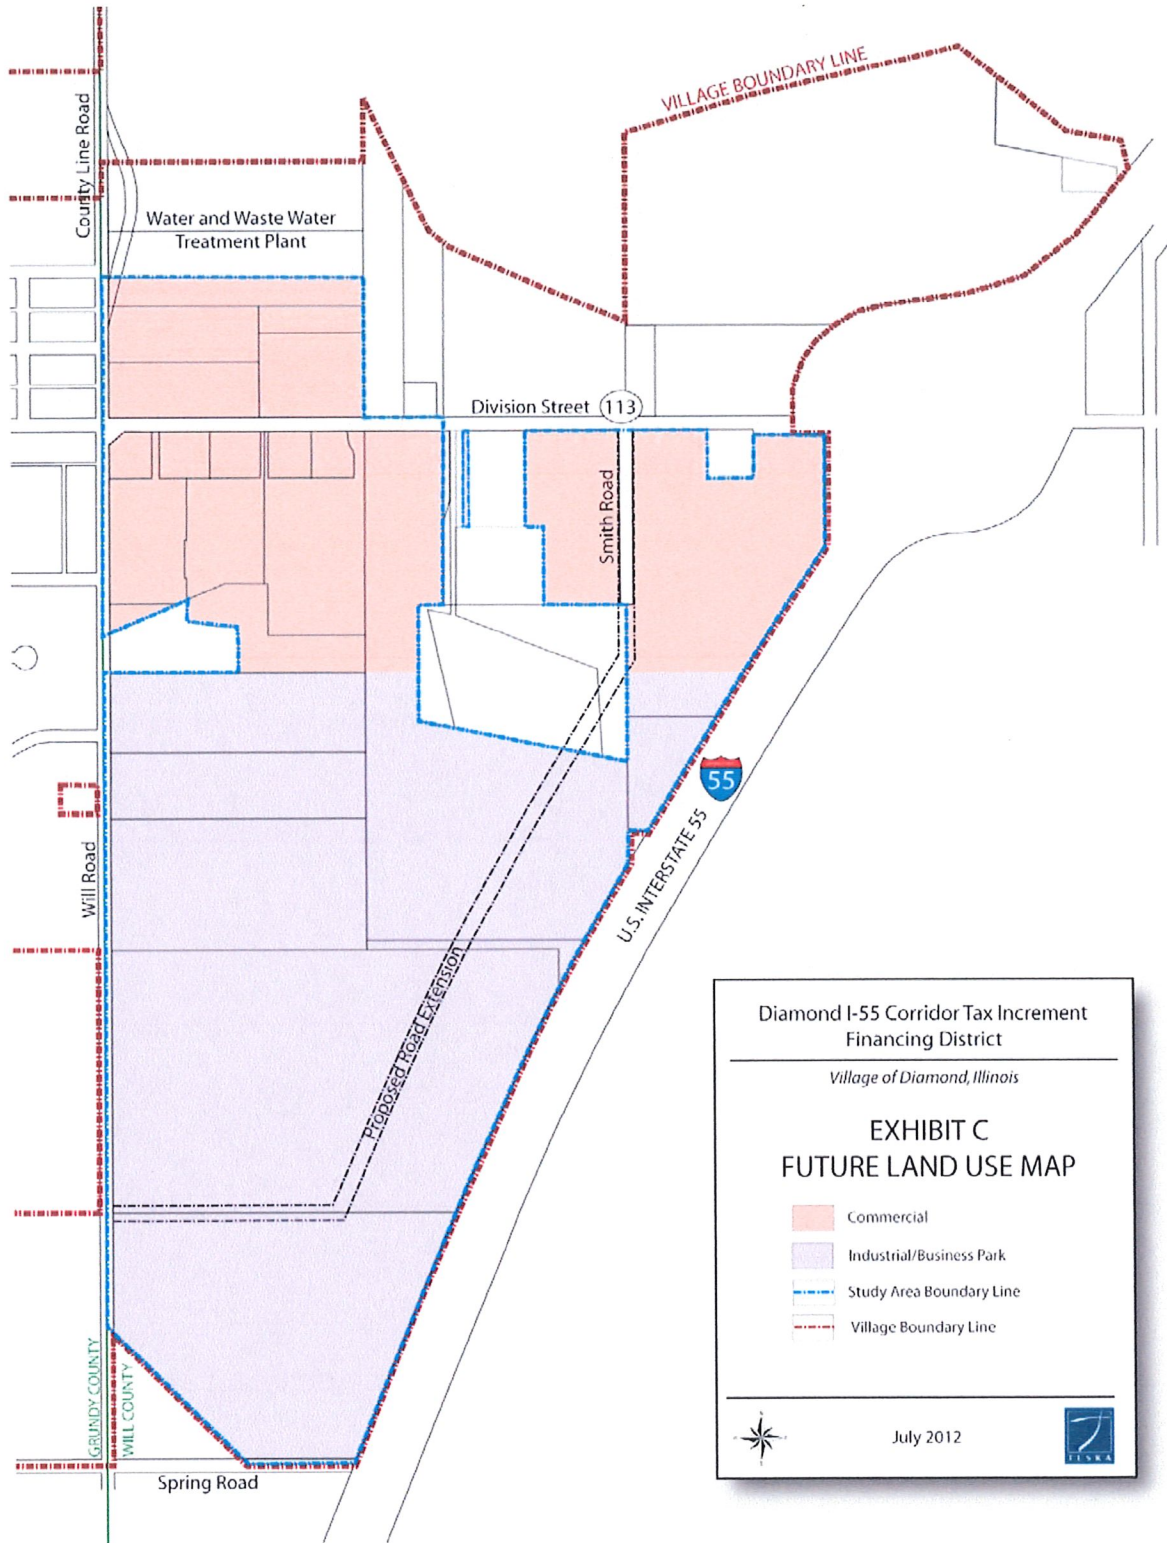 VILLAGE BOUNDARY LINE
County Line Road
Water and Waste Water
Treatment Plant
Division Street
113
Smith Road
55
U.S. INTERSTATE 55
Will Road
Proposed Road Extension
GRUNDY COUNTY
WILL COUNTY
Spring Road
Diamond I-55 Corridor Tax Increment
Financing District
Village of Diamond, Illinois
EXHIBIT C
FUTURE LAND USE MAP
Commercial
Industrial/Business Park
Study Area Boundary Line
Village Boundary Line
July 2012
TESKA